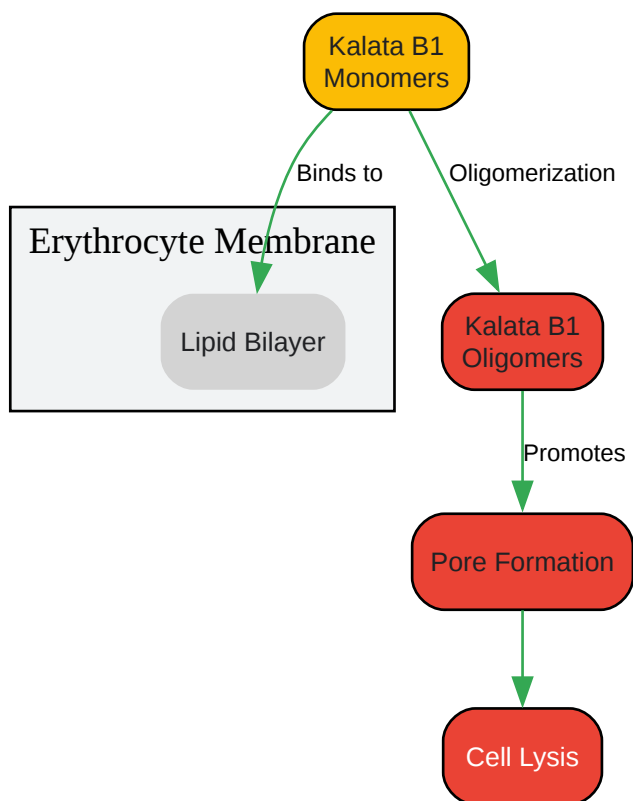 Kalata B1
Monomers
Binds to
Oligomerization
Erythrocyte Membrane
Lipid Bilayer
Kalata B1
Oligomers
Promotes
Pore Formation
Cell Lysis